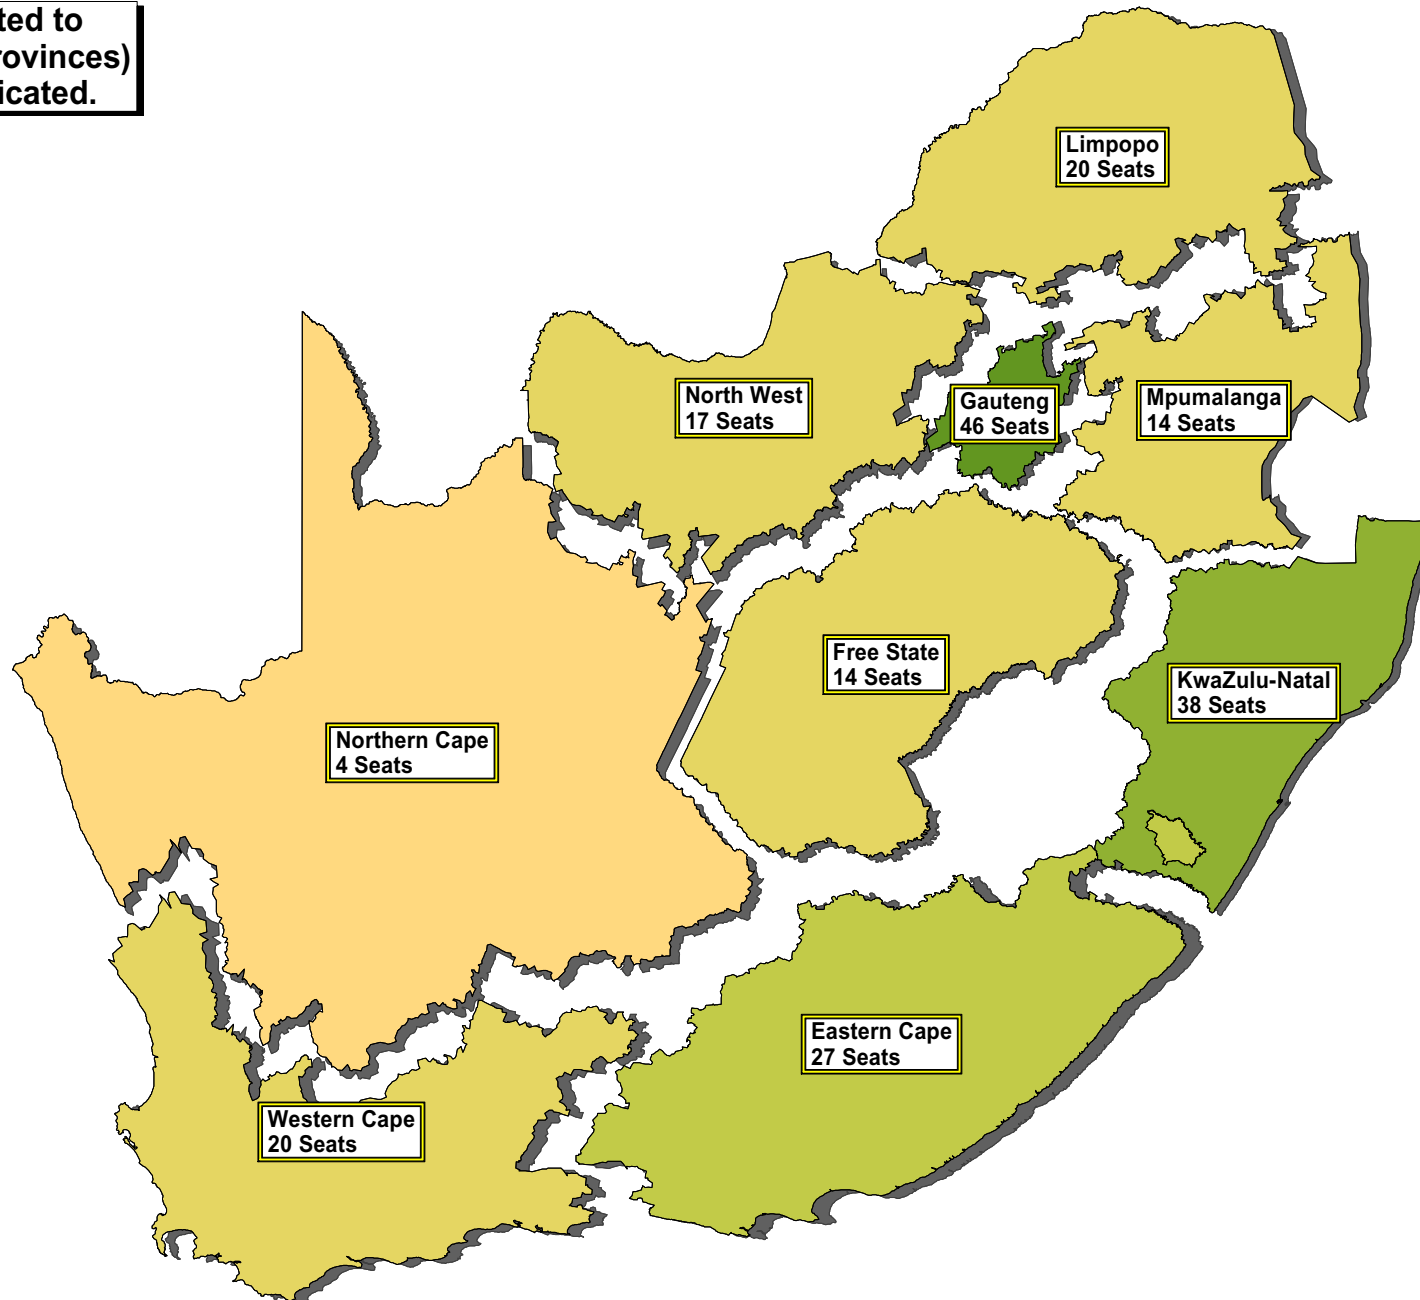 ted to
rovinces)
icated.
Limpopo
20 Seats
North West
17 Seats
Gauteng
46 Seats
Mpumalanga
14 Seats
Free State
14 Seats
KwaZulu-Natal
38 Seats
Northern Cape
4 Seats
Eastern Cape
27 Seats
Western Cape
20 Seats